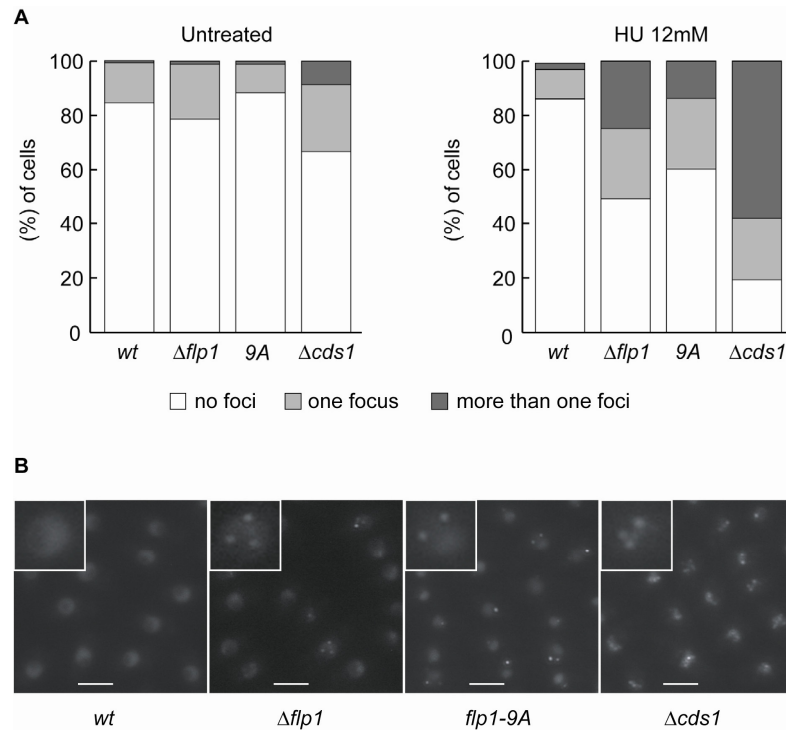 A
Untreated
HU 12mM
(%) of cells
100
80
60
40
20
0
wt
Δflp1
9A
Δcds1
(%) of cells
100
80
60
40
20
0
wt
Δflp1
9A
Δcds1
no foci
one focus
more than one foci
B
wt
Δflp1
flp1-9A
Δcds1